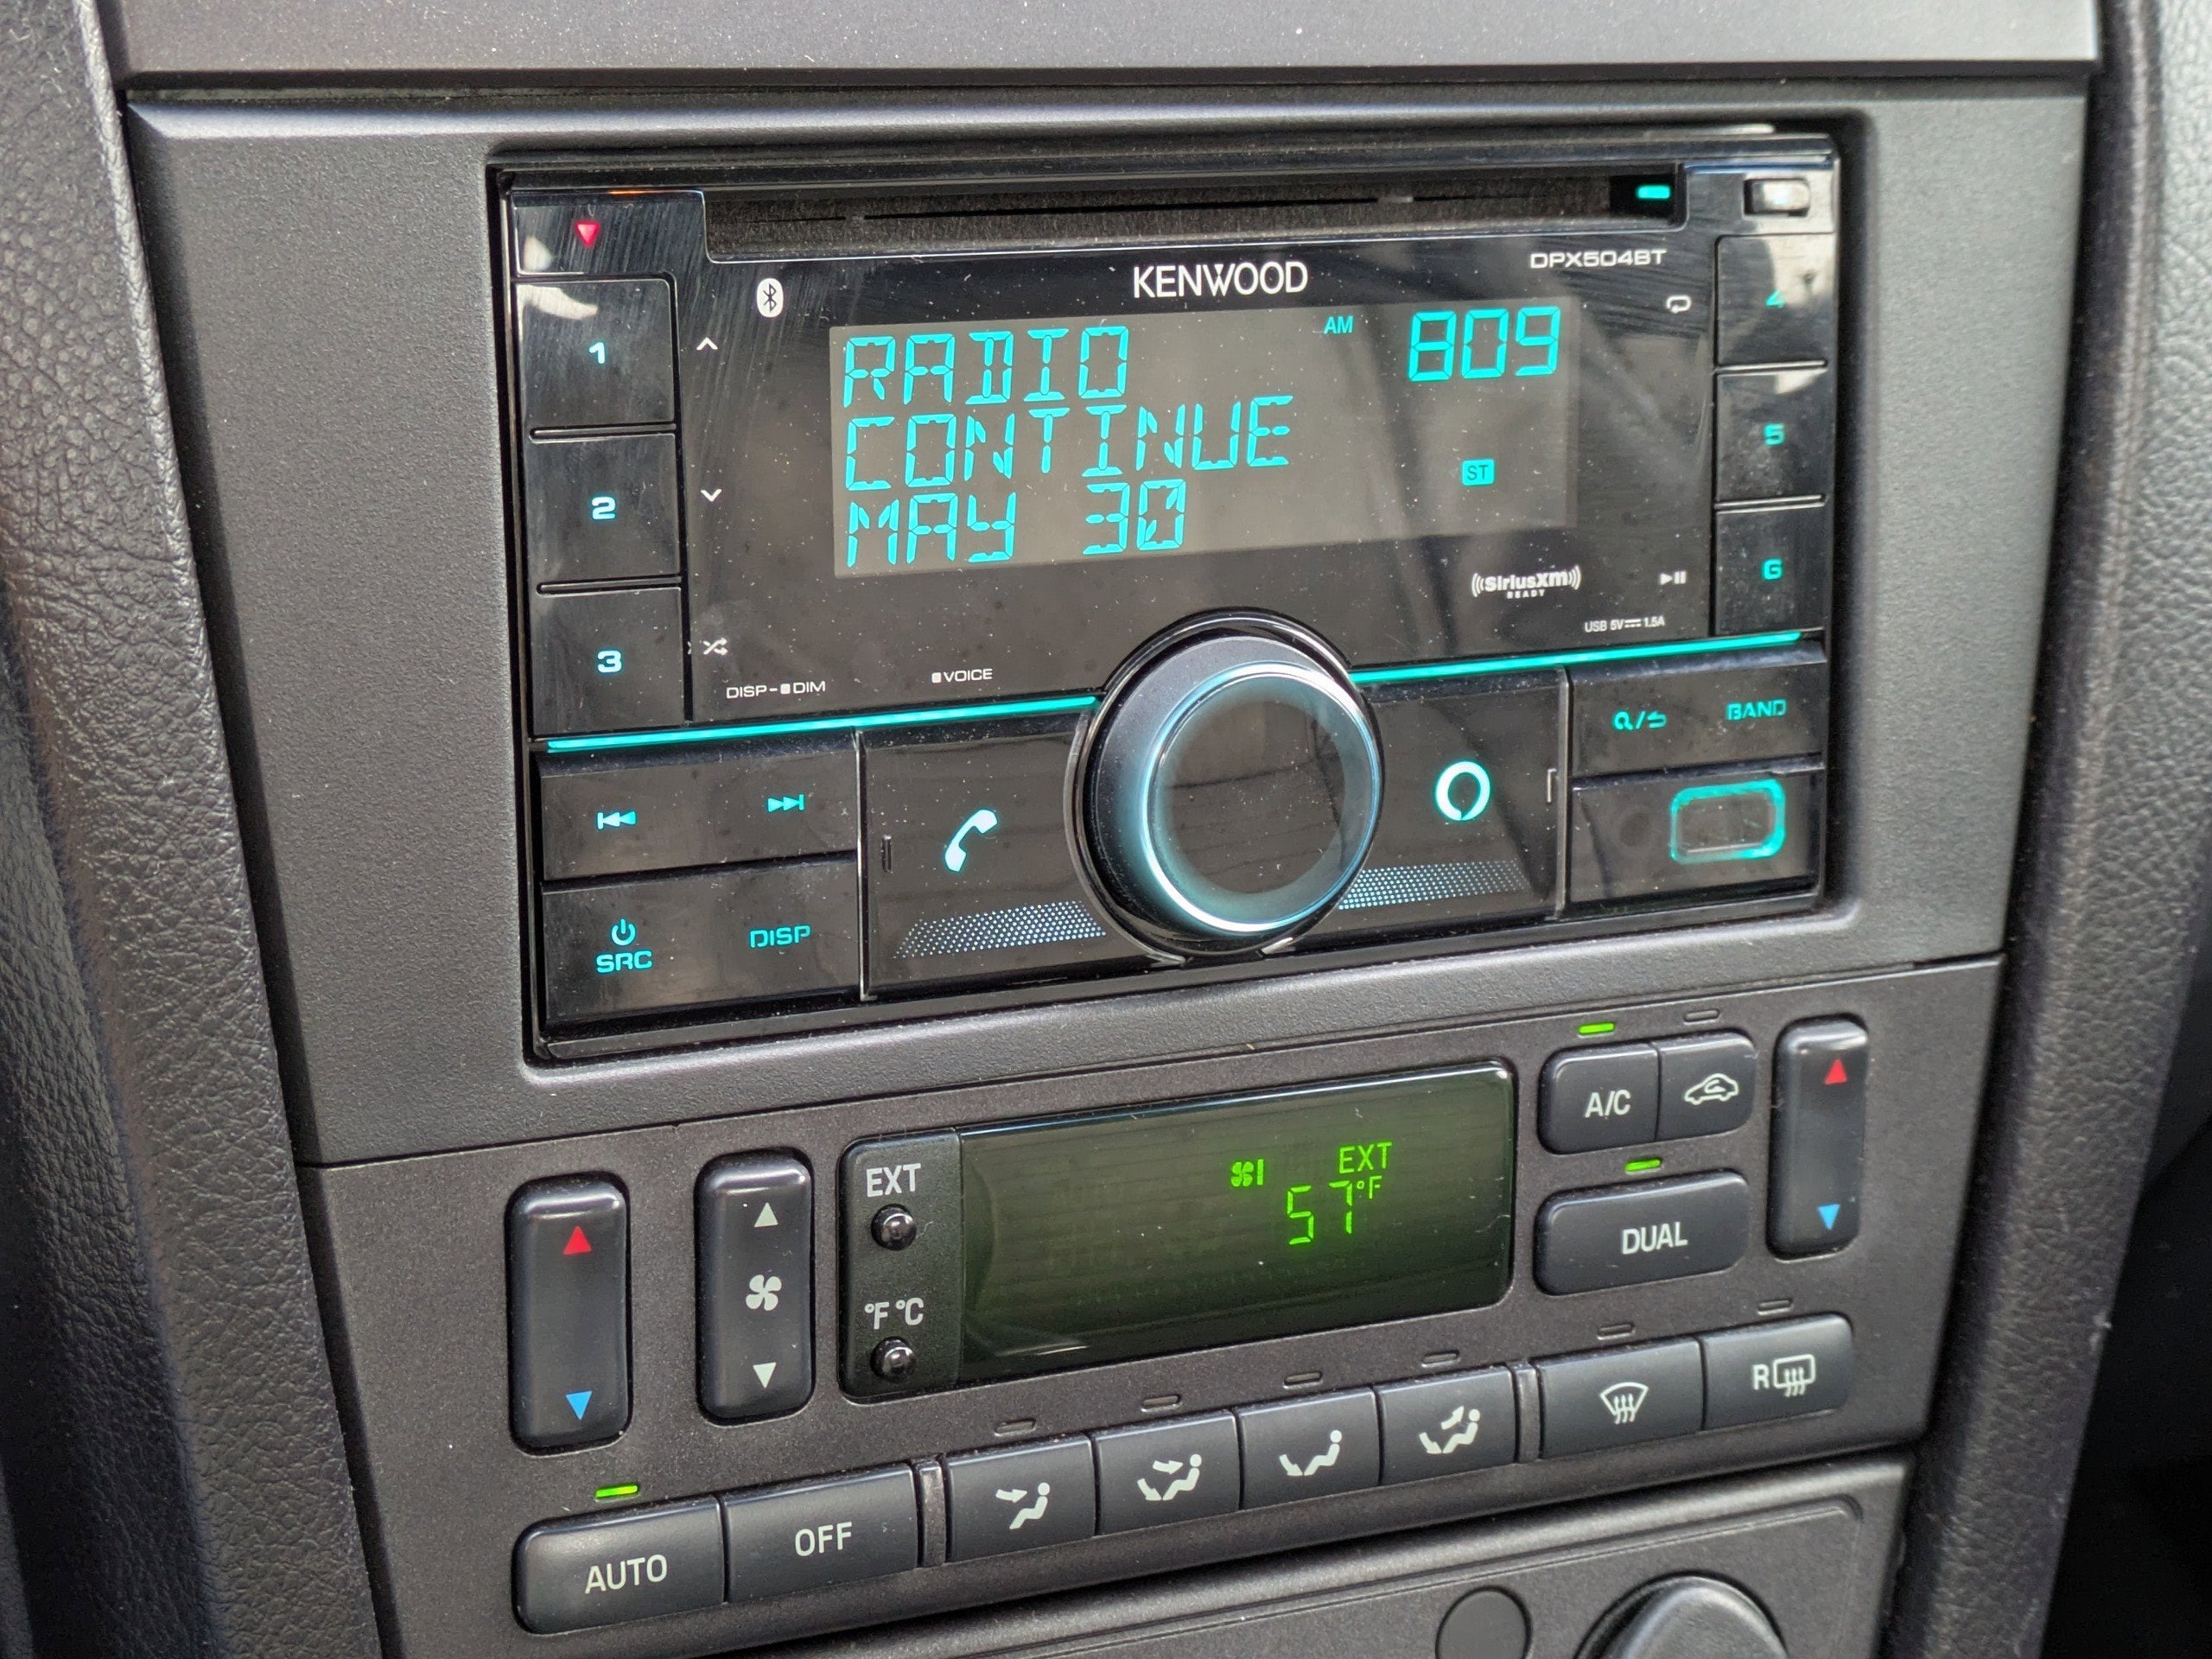 KENWOOD
DPX504BT
RADIO
AM 809
CONTINUE
ST
MAY 30
((SiriusXM))
READY
USB 5V 1.5A
1
2
3
4
5
6
DISP - DIM
VOICE
BAND
SRC
DISP
EXT
°F °C
EXT
57°F
A/C
DUAL
R
AUTO
OFF